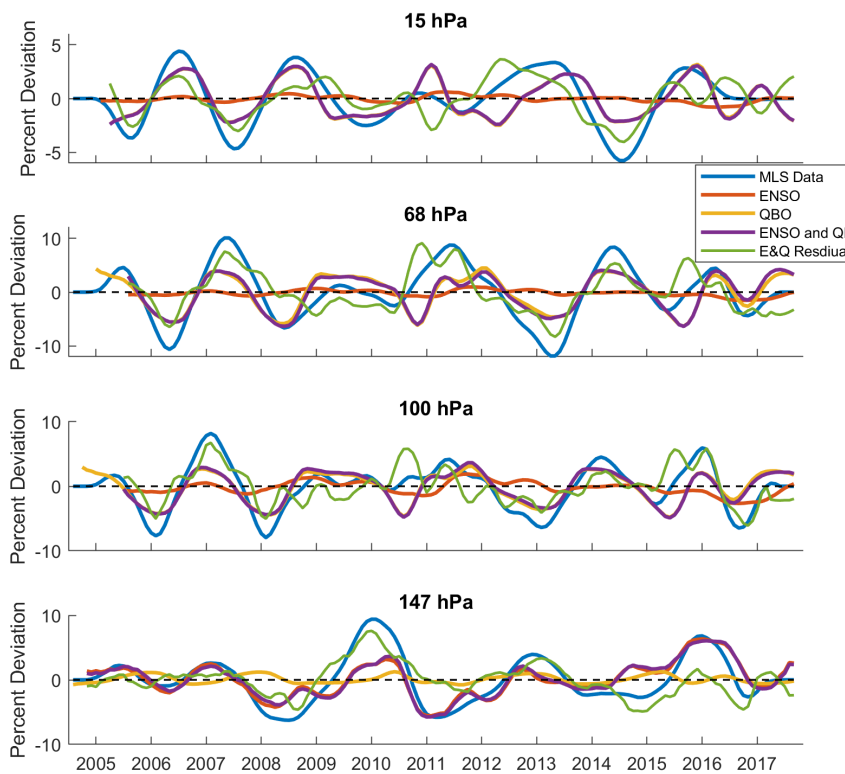 15 hPa
Percent Deviation
5
0
-5
MLS Data
ENSO
QBO
ENSO and Q
E&Q Resdiua
68 hPa
Percent Deviation
10
0
-10
100 hPa
Percent Deviation
10
0
-10
147 hPa
Percent Deviation
10
0
-10
2005 2006 2007 2008 2009 2010 2011 2012 2013 2014 2015 2016 2017